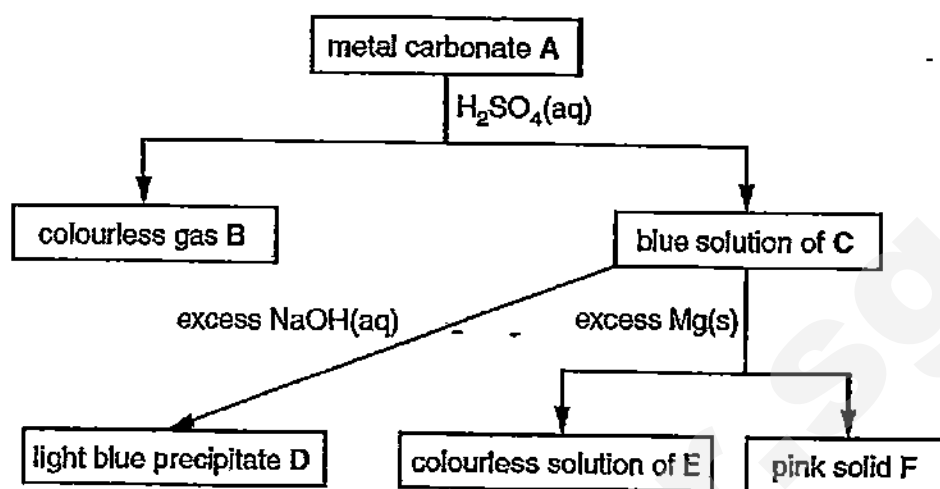 metal carbonate A
H₂SO₄(aq)
colourless gas B
blue solution of C
excess NaOH(aq)
excess Mg(s)
light blue precipitate D
colourless solution of E
pink solid F
.sg